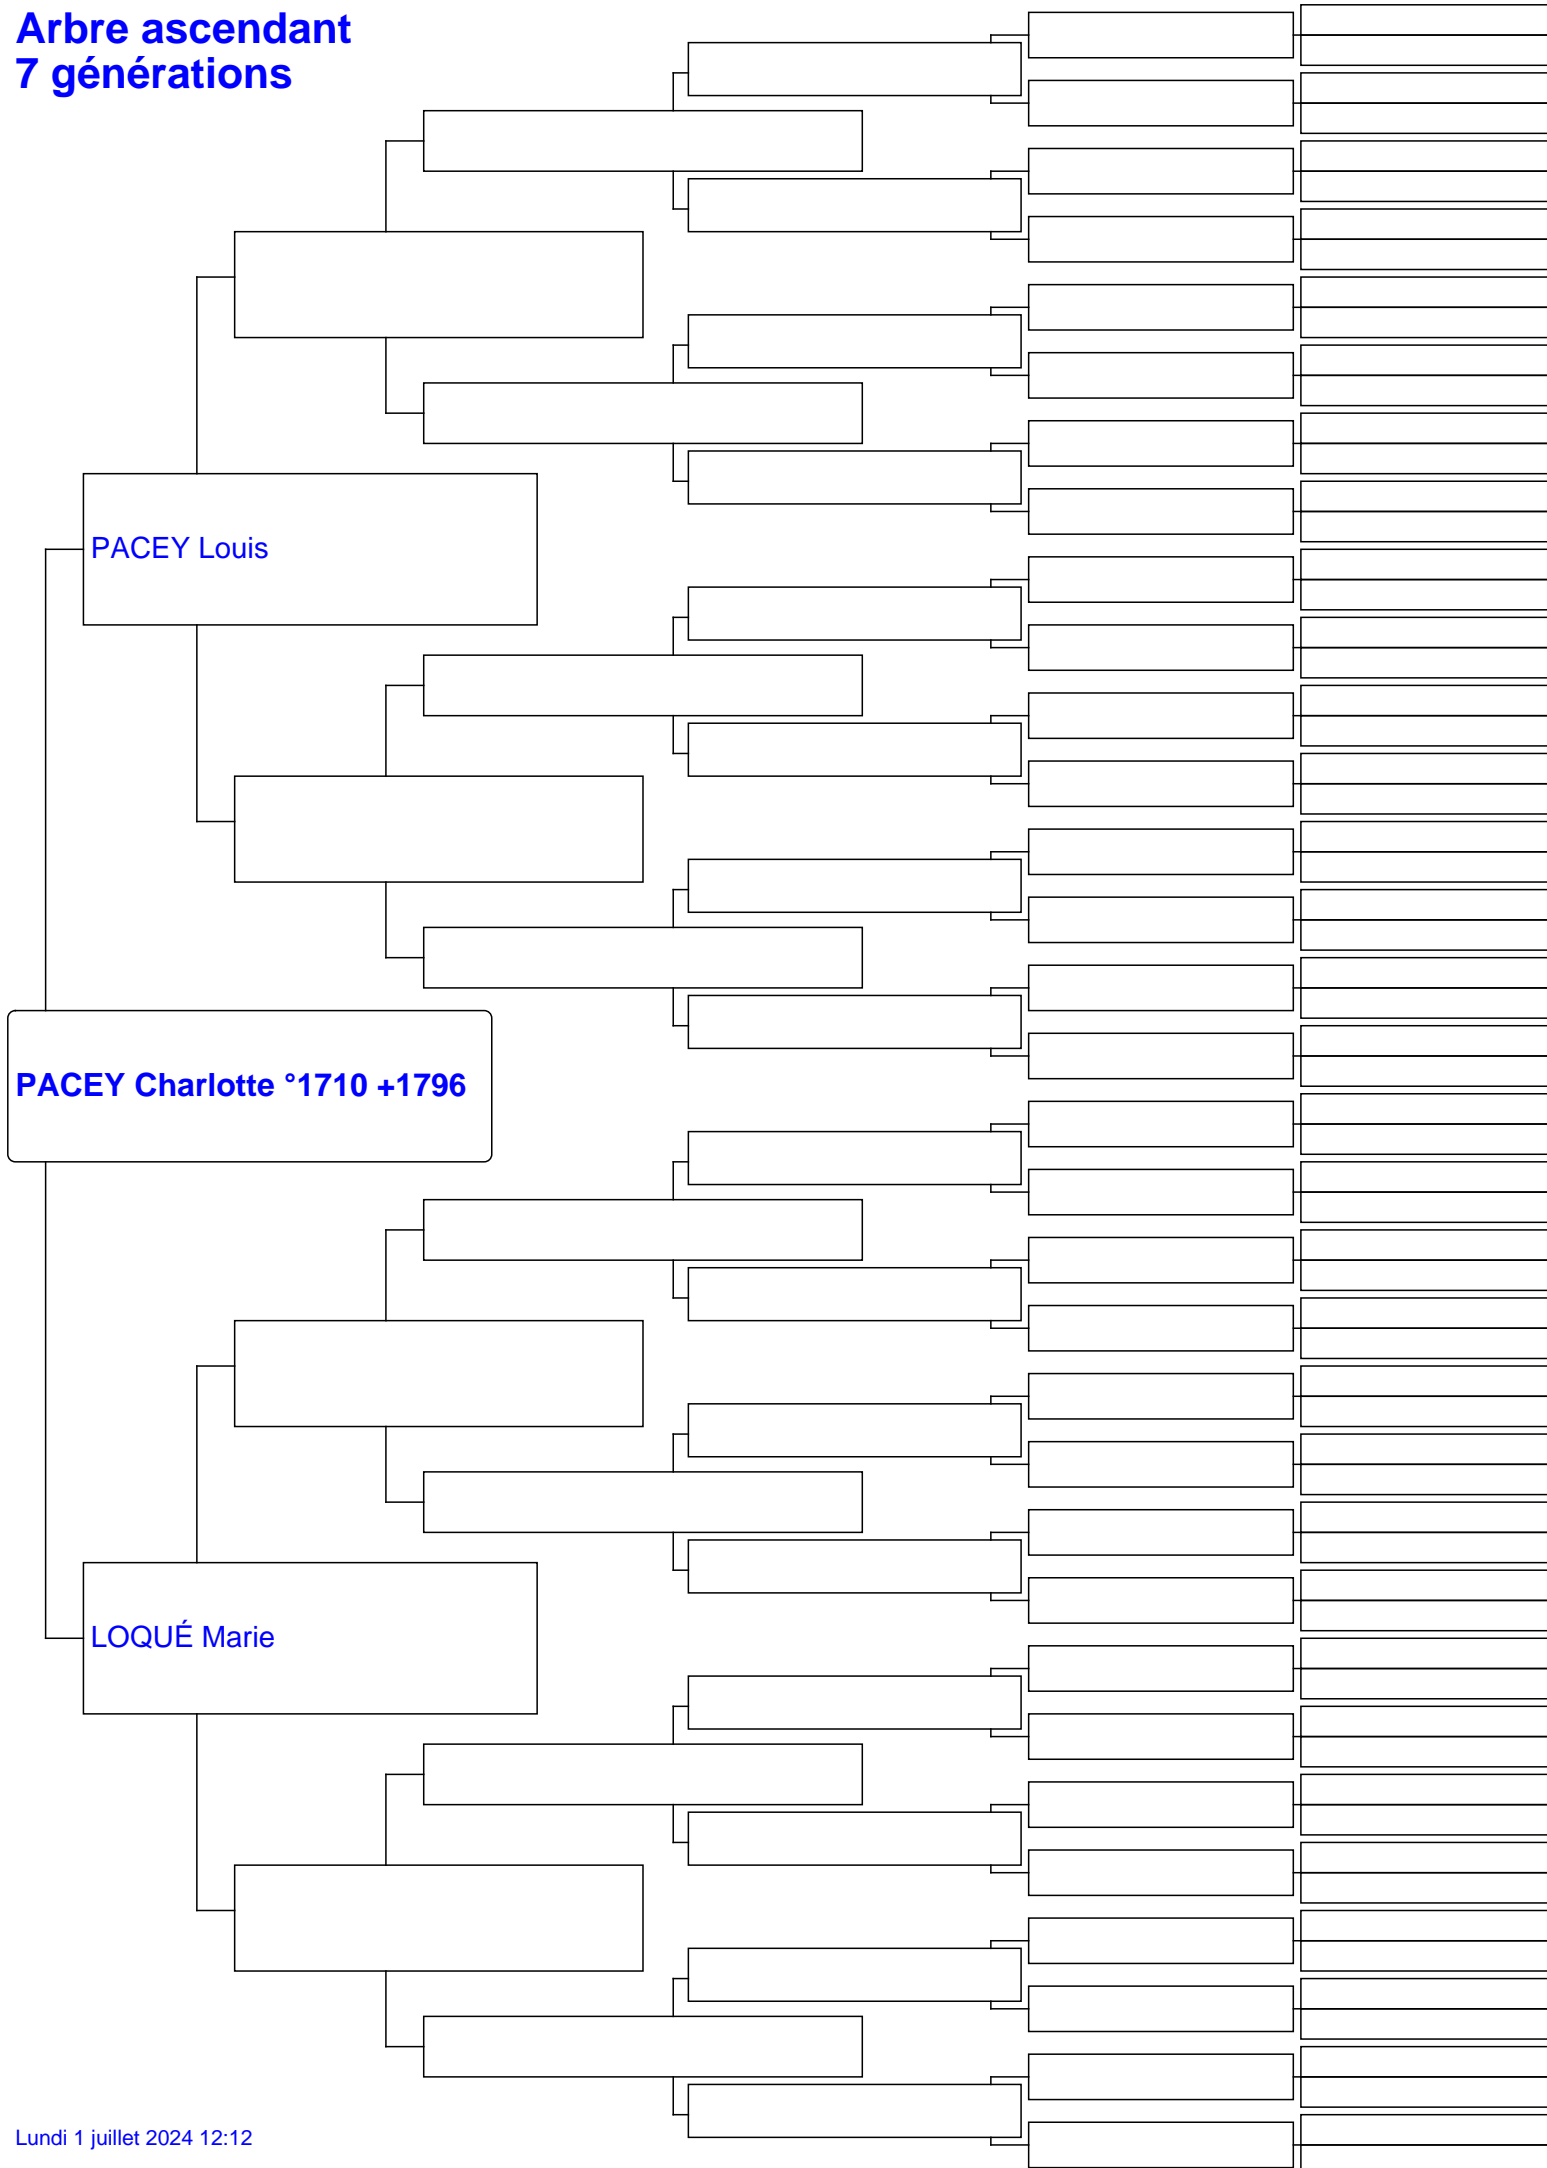 Arbre ascendant
7 générations
PACEY Louis
PACEY Charlotte °1710 +1796
LOQUÉ Marie
Lundi 1 juillet 2024 12:12